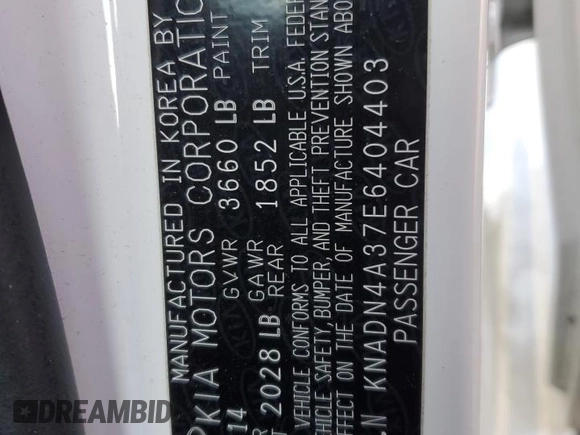 MANUFACTURED IN KOREA BY
KIA MOTORS CORPORATIO
14 GVWR 3660 LB PAINT
2028 LB GAWR REAR 1852 LB TRIM
VEHICLE CONFORMS TO ALL APPLICABLE U.S.A. FEDER
EHICLE SAFETY, BUMPER, AND THEFT PREVENTION STAN
EFFECT ON THE DATE OF MANUFACTURE SHOWN ABO
.N KNADN4A37E6404403
PASSENGER CAR
DREAMBID